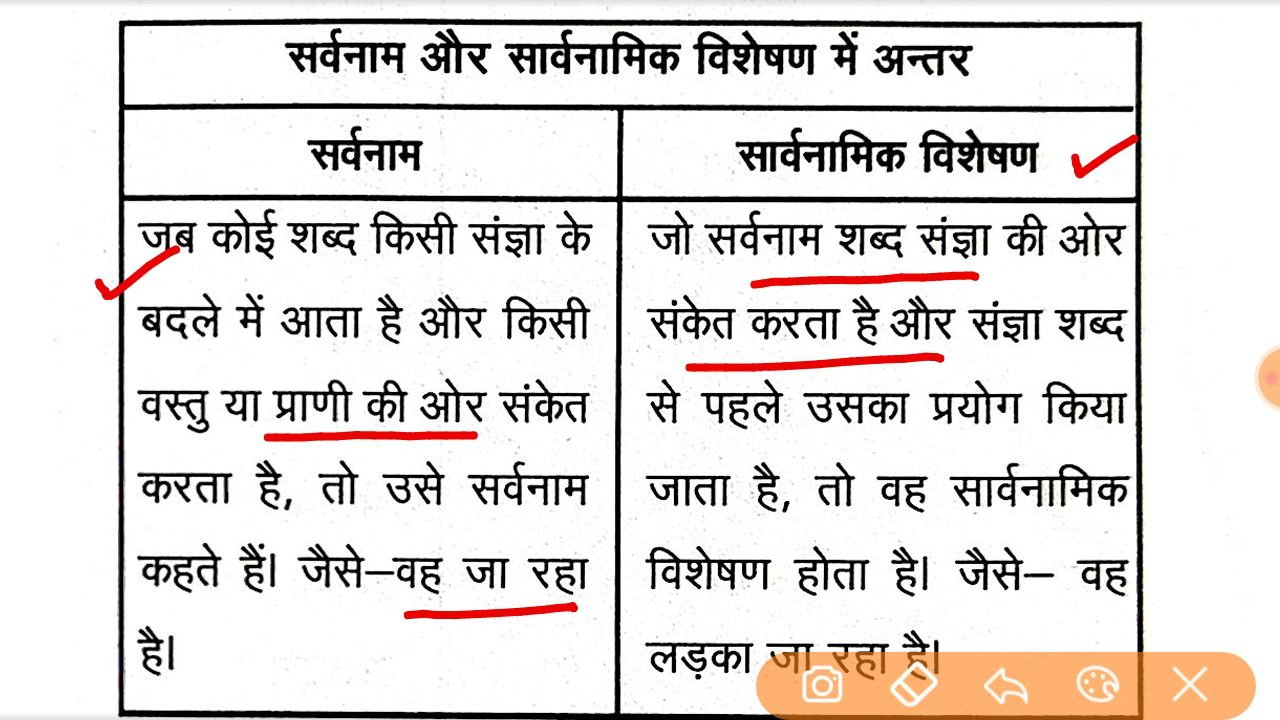 सर्वनाम और सार्वनामिक विशेषण में अन्तर
सर्वनाम
जब कोई शब्द किसी संज्ञा के
बदले में आता है और किसी
वस्तु या प्राणी की ओर संकेत
करता है, तो उसे सर्वनाम
कहते हैं। जैसे–वह जा रहा
है।
सार्वनामिक विशेषण
जो सर्वनाम शब्द संज्ञा की ओर
संकेत करता है और संज्ञा शब्द
से पहले उसका प्रयोग किया
जाता है, तो वह सार्वनामिक
विशेषण होता है। जैसे– वह
लड़का जा रहा है।